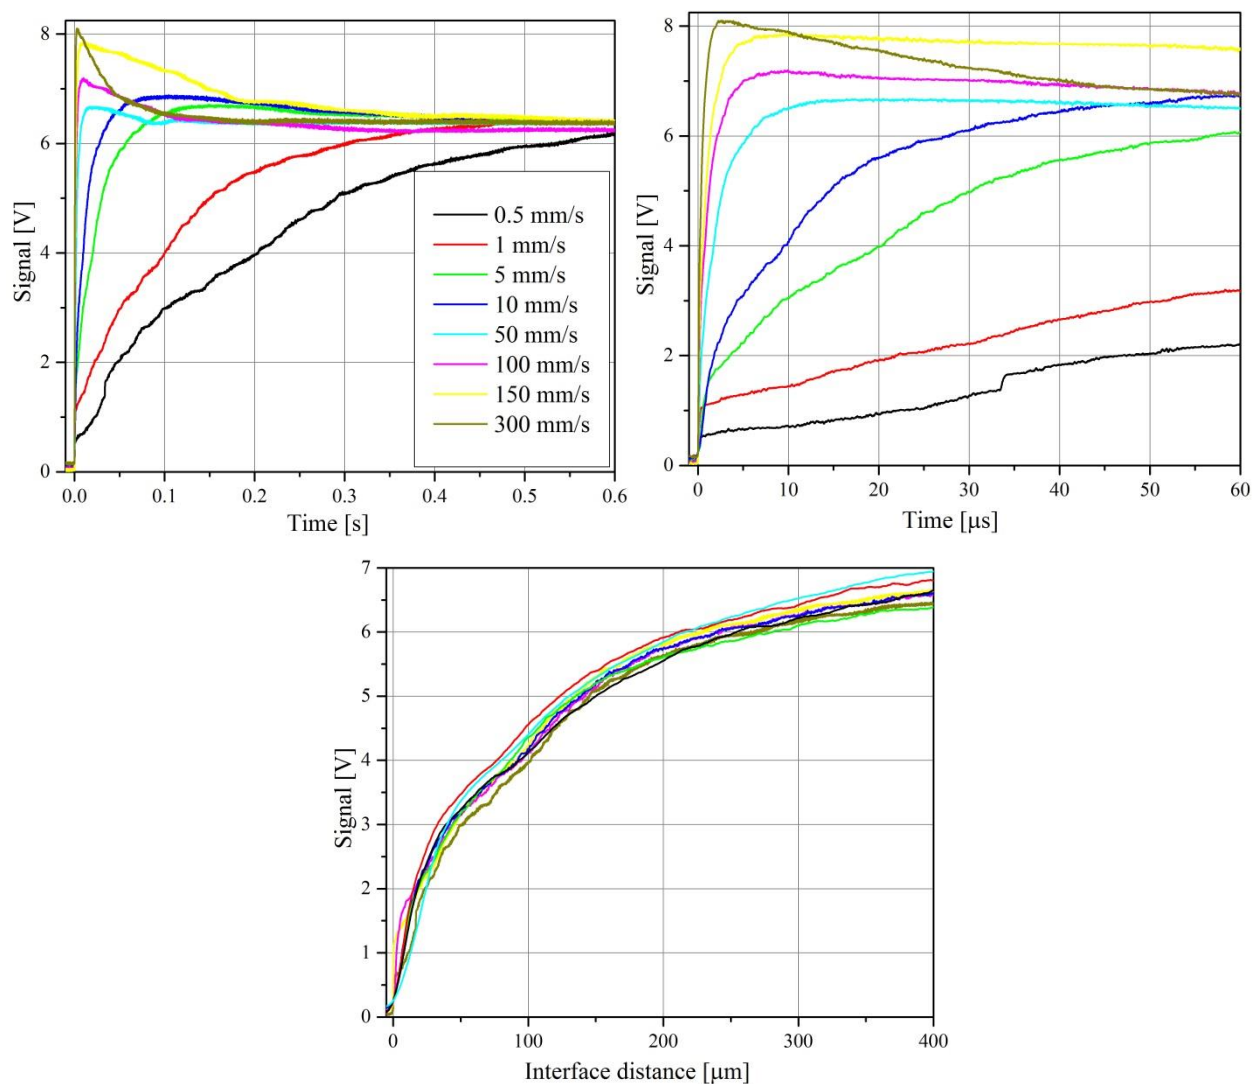 8
6
4
2
0
Signal [V]
0.0 0.1 0.2 0.3 0.4 0.5 0.6
Time [s]
0.5 mm/s
1 mm/s
5 mm/s
10 mm/s
50 mm/s
100 mm/s
150 mm/s
300 mm/s
8
6
4
2
0
Signal [V]
0 10 20 30 40 50 60
Time [μs]
7
6
5
4
3
2
1
0
Signal [V]
0 100 200 300 400
Interface distance [μm]